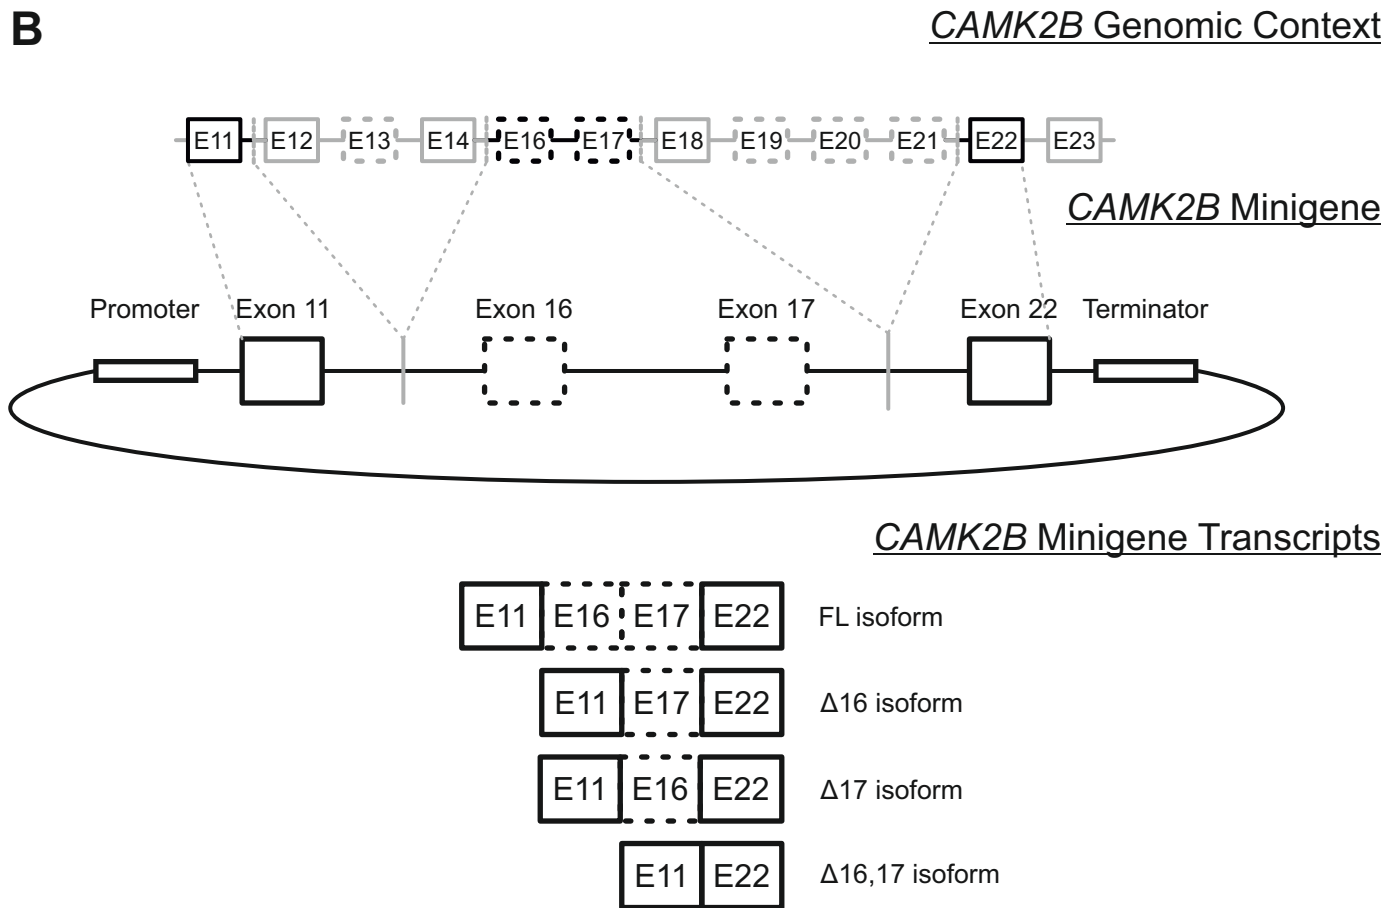 B
CAMK2B Genomic Context
E11 E12 E13 E14 E16 E17 E18 E19 E20 E21 E22 E23
CAMK2B Minigene
Promoter Exon 11 Exon 16 Exon 17 Exon 22 Terminator
CAMK2B Minigene Transcripts
E11 E16 E17 E22 FL isoform
E11 E17 E22 Δ16 isoform
E11 E16 E22 Δ17 isoform
E11 E22 Δ16,17 isoform